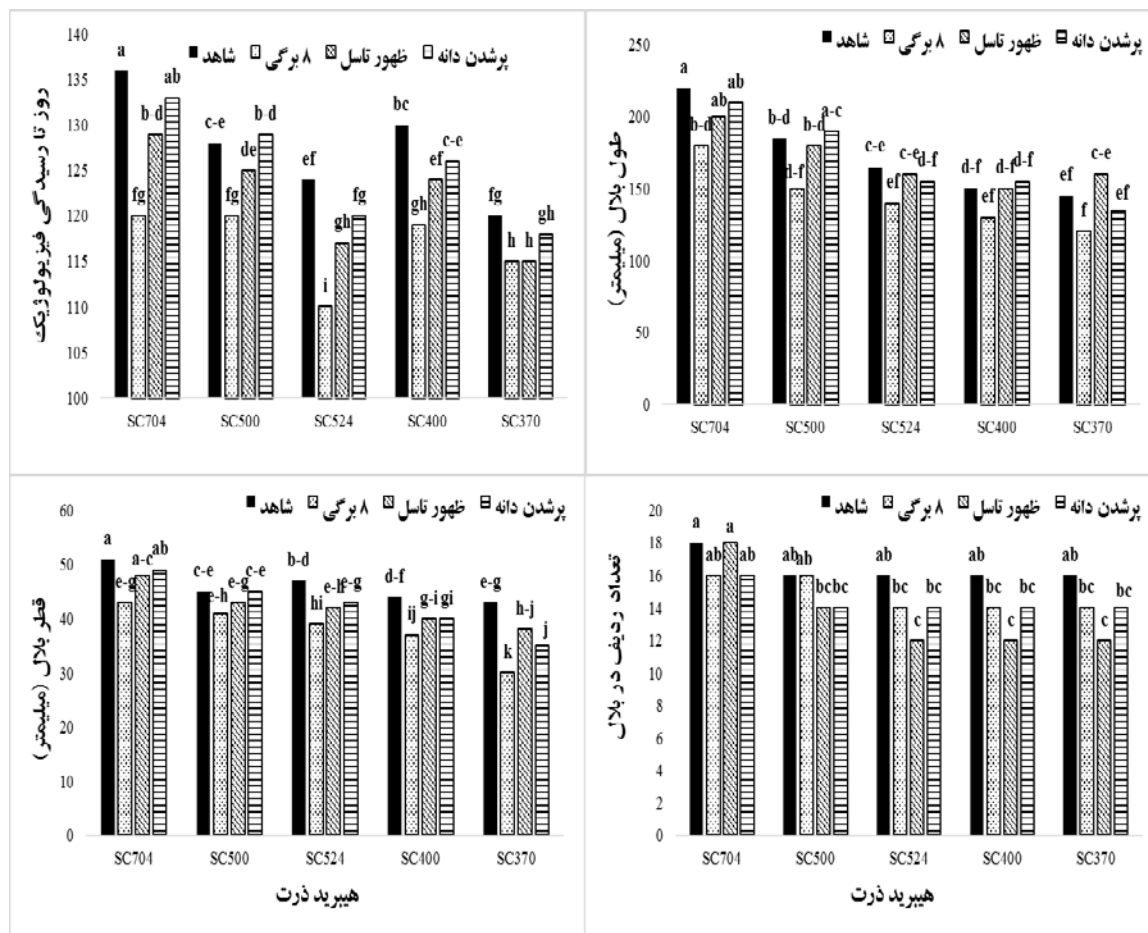 شاهد ۸ برگی ظهور تاسل پرشدن دانه
روز تا رسیدگی فیزیولوژیک
140
135
130
125
120
115
110
105
100
a fg b-d ab
c-e fg de b-d
ef i gh fg
bc gh ef c-e
fg h h gh
SC704 SC500 SC524 SC400 SC370
شاهد ۸ برگی ظهور تاسل پرشدن دانه
طول بلال (میلیمتر)
250
200
150
100
50
0
a b-d ab ab
b-d d-f b-d a-c
c-e ef c-e d-f
d-f ef d-f d-f
ef f c-e ef
SC704 SC500 SC524 SC400 SC370
شاهد ۸ برگی ظهور تاسل پرشدن دانه
قطر بلال (میلیمتر)
60
50
40
30
20
10
0
a e-g a-c ab
c-e e-h e-g c-e
b-d hi e-h e-g
d-f ij g-i gi
e-g k h-j j
SC704 SC500 SC524 SC400 SC370
هیبرید ذرت
شاهد ۸ برگی ظهور تاسل پرشدن دانه
تعداد ردیف در بلال
20
18
16
14
12
10
8
6
4
2
0
a ab a ab
ab ab bc bc
ab bc c bc
ab bc c bc
ab bc c bc
SC704 SC500 SC524 SC400 SC370
هیبرید ذرت